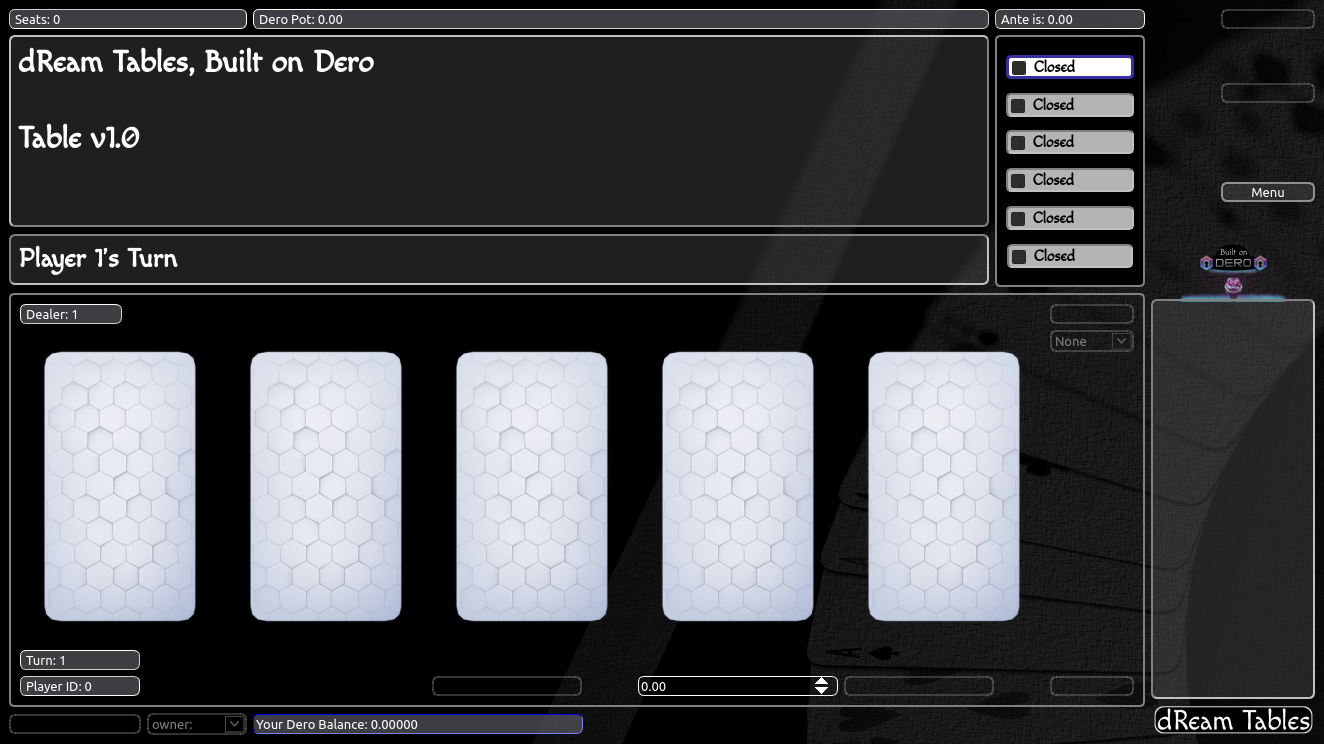 Seats: 0
Dero Pot: 0.00
Ante is: 0.00
dReam Tables, Built on Dero
Table v1.0
Closed
Closed
Closed
Closed
Closed
Closed
Menu
Player 1's Turn
Built on
DERO
Dealer: 1
None
Turn: 1
Player ID: 0
0.00
owner:
Your Dero Balance: 0.00000
dReam Tables